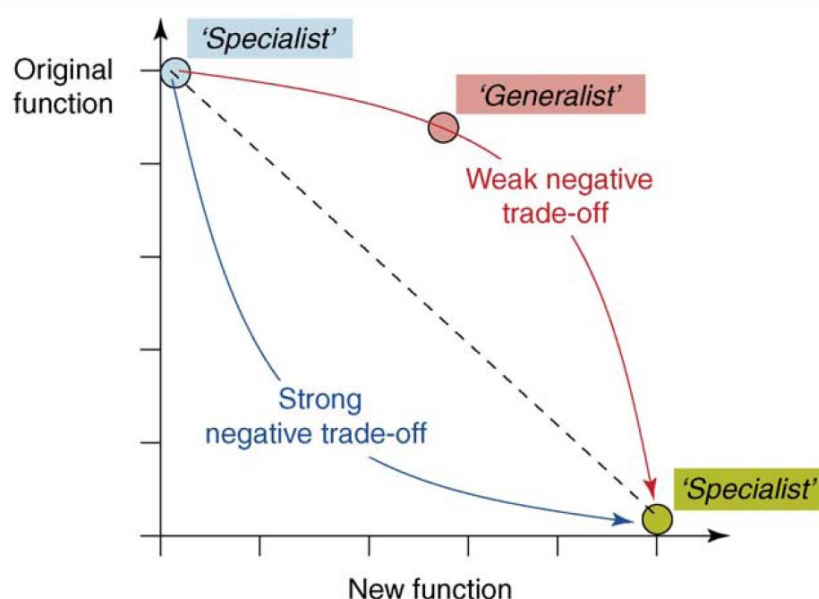 'Specialist'
Original
function
'Generalist'
Weak negative
trade-off
Strong
negative trade-off
'Specialist'
New function